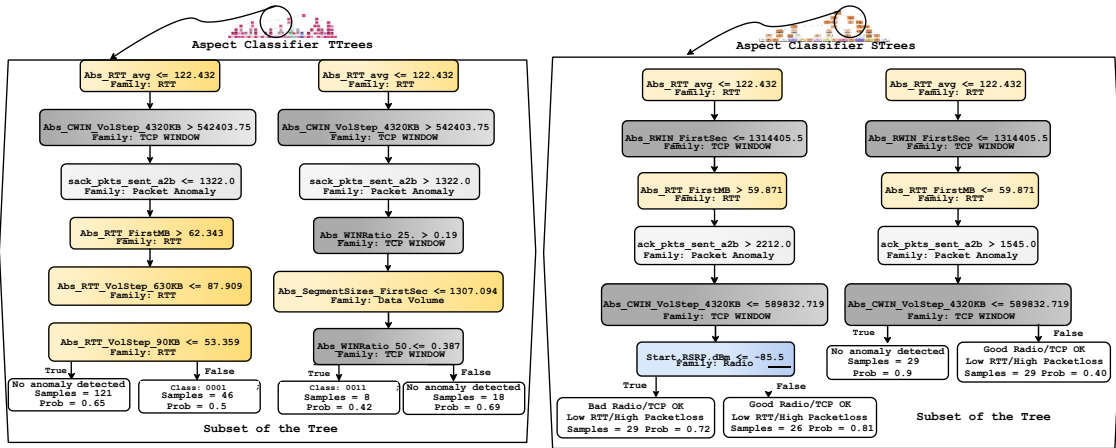 Aspect Classifier TTrees
Abs_RTT_avg <= 122.432
Family: RTT
Abs_CWIN_VolStep_4320KB > 542403.75
Family: TCP WINDOW
sack_pkts_sent_a2b <= 1322.0
Family: Packet Anomaly
Abs_RTT_FirstMB > 62.343
Family: RTT
Abs_RTT_VolStep_630KB <= 87.909
Family: RTT
Abs_RTT_VolStep_90KB <= 53.359
Family: RTT
True
False
No anomaly detected
Samples = 121
Prob = 0.65
Class: 0001 ;
Samples = 46
Prob = 0.5
Abs_RTT_avg <= 122.432
Family: RTT
Abs_CWIN_VolStep_4320KB > 542403.75
Family: TCP WINDOW
sack_pkts_sent_a2b > 1322.0
Family: Packet Anomaly
Abs_WINRatio 25. > 0.19
Family: TCP WINDOW
Abs_SegmentSizes_FirstSec <=1307.094
Family: Data Volume
Abs_WINRatio 50.<= 0.387
Family: TCP WINDOW
True
False
Class: 0011 ;
Samples = 8
Prob = 0.42
No anomaly detected
Samples = 18
Prob = 0.69
Subset of the Tree
Aspect Classifier STrees
Abs_RTT_avg <= 122.432
Family: RTT
Abs_RWIN_FirstSec <= 1314405.5
Family: TCP WINDOW
Abs_RTT_FirstMB > 59.871
Family: RTT
ack_pkts_sent_a2b > 2212.0
Family: Packet Anomaly
Abs_CWIN_VolStep_4320KB <= 589832.719
Family: TCP WINDOW
Start_RSRP.dBm <= -85.5
Family: Radio
True
False
Bad Radio/TCP OK
Low RTT/High Packetloss
Samples = 29 Prob = 0.72
Good Radio/TCP OK
Low RTT/High Packetloss
Samples = 26 Prob = 0.81
Abs_RTT_avg <= 122.432
Family: RTT
Abs_RWIN_FirstSec <= 1314405.5
Family: TCP WINDOW
Abs_RTT_FirstMB <= 59.871
Family: RTT
ack_pkts_sent_a2b > 1545.0
Family: Packet Anomaly
Abs_CWIN_VolStep_4320KB <= 589832.719
Family: TCP WINDOW
True
False
No anomaly detected
Samples = 29
Prob = 0.9
Good Radio/TCP OK
Low RTT/High Packetloss
Samples = 29 Prob = 0.40
Subset of the Tree